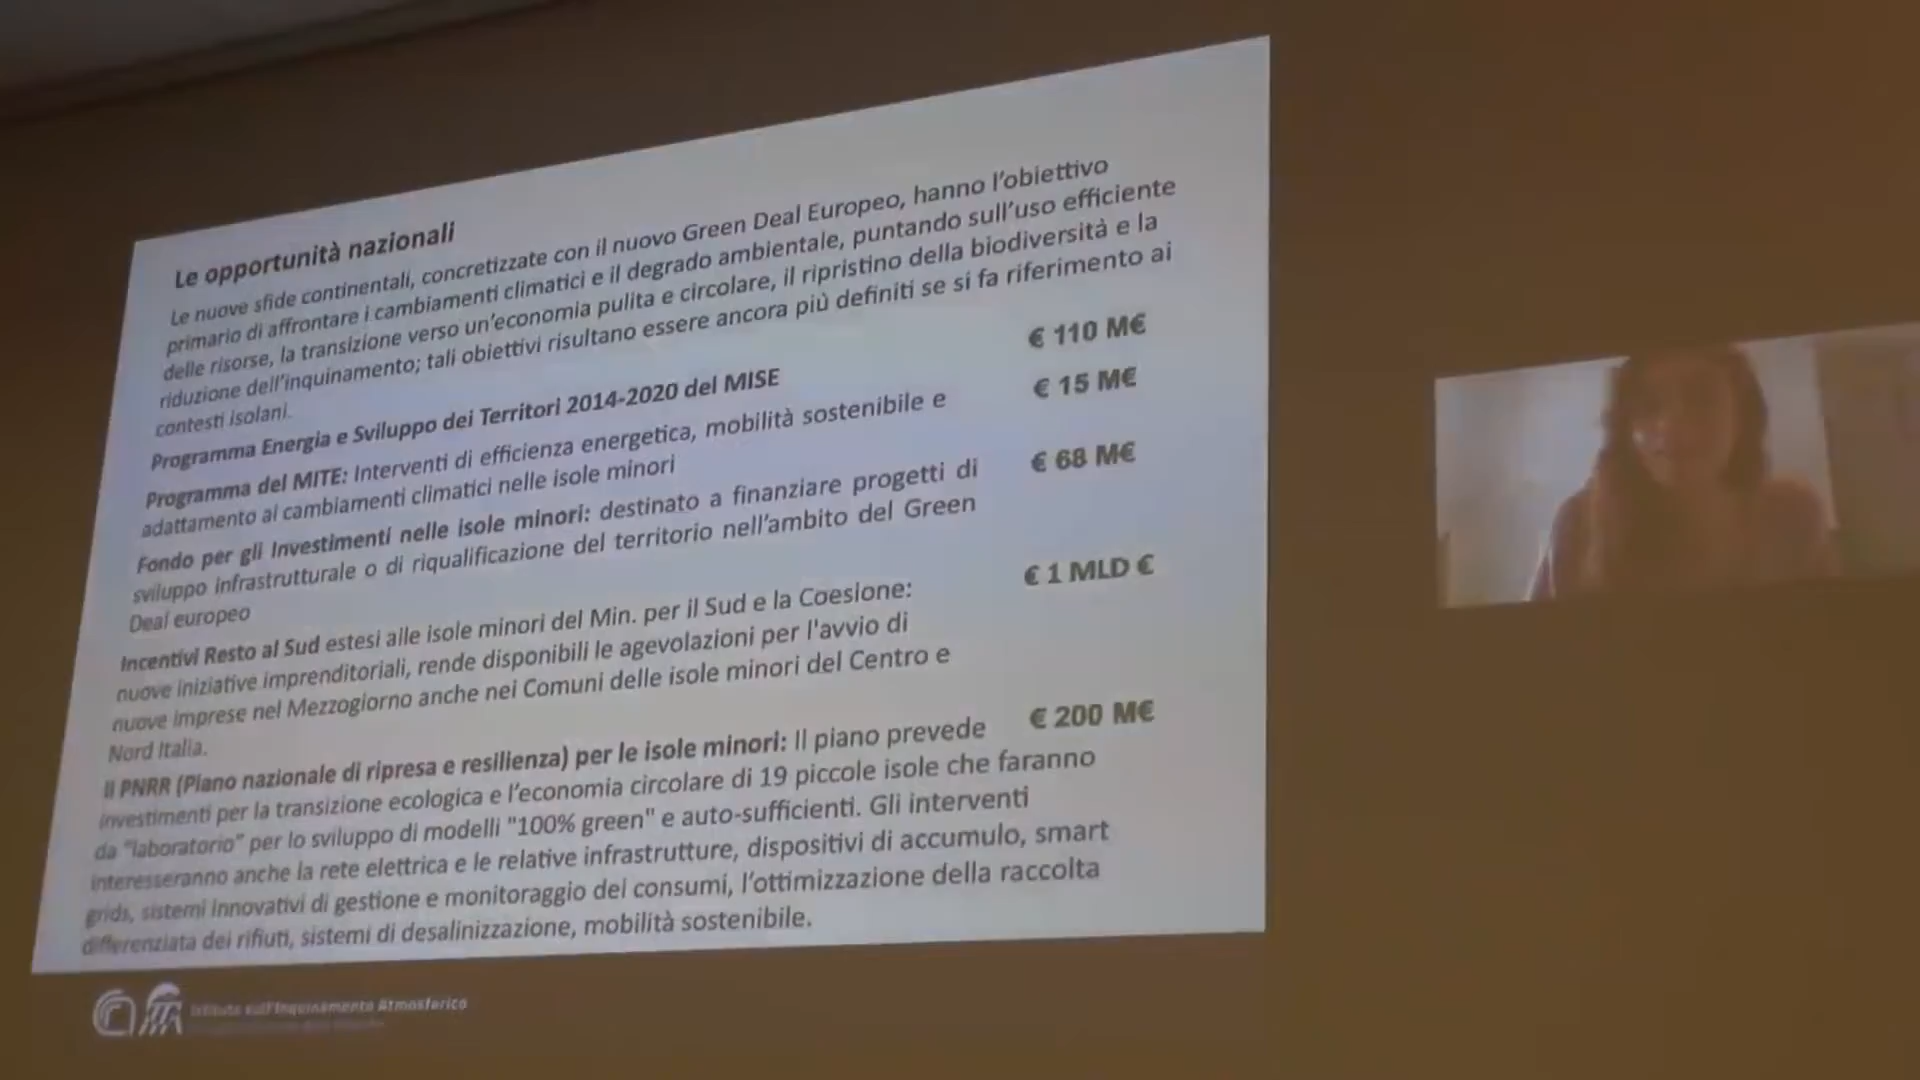 Le opportunità nazionali
Le nuove sfide continentali, concretizzate con il nuovo Green Deal Europeo, hanno l'obiettivo
primario di affrontare i cambiamenti climatici e il degrado ambientale, puntando sull'uso efficiente
delle risorse, la transizione verso un'economia pulita e circolare, il ripristino della biodiversità e la
riduzione dell'inquinamento; tali obiettivi risultano essere ancora più definiti se si fa riferimento ai
contesti isolani.
Programma Energia e Sviluppo dei Territori 2014-2020 del MISE
€ 110 M€
Programma del MITE: Interventi di efficienza energetica, mobilità sostenibile e
adattamento ai cambiamenti climatici nelle isole minori
€ 15 M€
Fondo per gli Investimenti nelle isole minori: destinato a finanziare progetti di
sviluppo infrastrutturale o di riqualificazione del territorio nell'ambito del Green
Deal europeo
€ 68 M€
Incentivi Resto al Sud estesi alle isole minori del Min. per il Sud e la Coesione:
nuove iniziative imprenditoriali, rende disponibili le agevolazioni per l'avvio di
nuove imprese nel Mezzogiorno anche nei Comuni delle isole minori del Centro e
Nord Italia.
€ 1 MLD €
Il PNRR (Piano nazionale di ripresa e resilienza) per le isole minori: Il piano prevede
€ 200 M€
investimenti per la transizione ecologica e l'economia circolare di 19 piccole isole che faranno
da "laboratorio" per lo sviluppo di modelli "100% green" e auto-sufficienti. Gli interventi
interesseranno anche la rete elettrica e le relative infrastrutture, dispositivi di accumulo, smart
grids, sistemi innovativi di gestione e monitoraggio dei consumi, l'ottimizzazione della raccolta
differenziata dei rifiuti, sistemi di desalinizzazione, mobilità sostenibile.
Istituto sull'Inquinamento Atmosferico